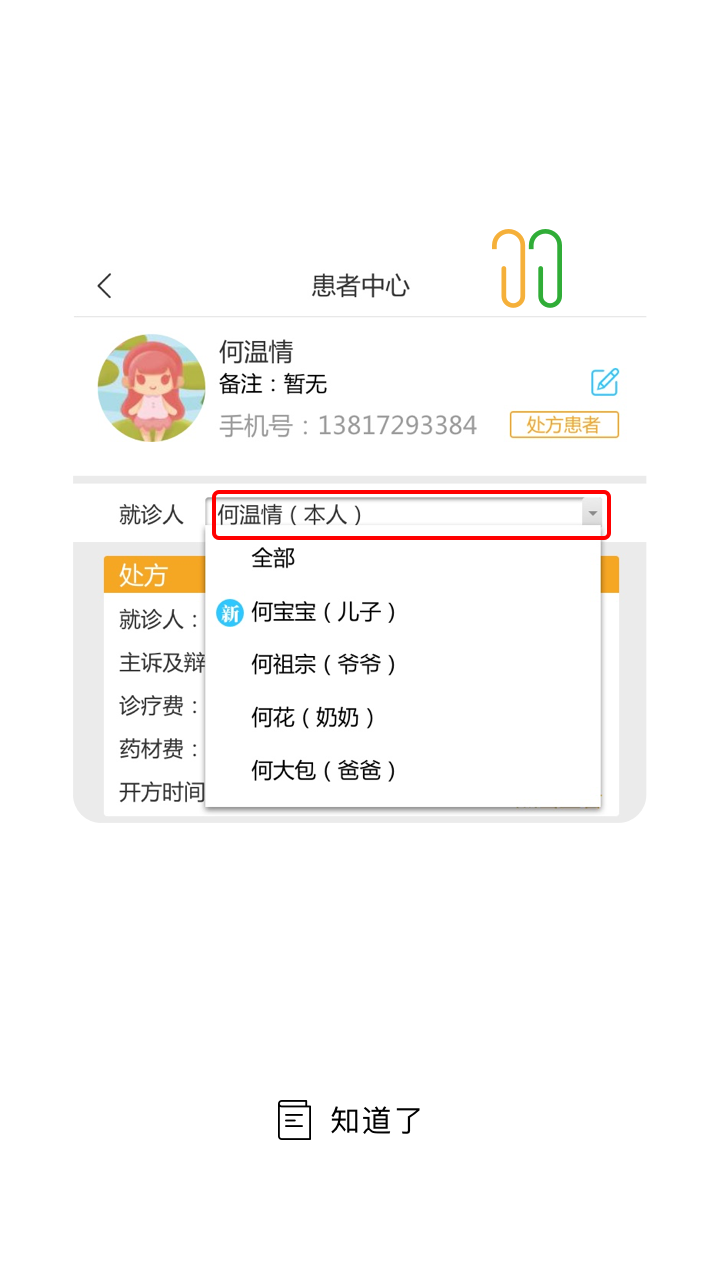 患者中心
何温情
备注：暂无
手机号：13817293384
处方患者
就诊人 何温情（本人）
全部
处方
新 何宝宝（儿子）
就诊人：
何祖宗（爷爷）
主诉及辩
何花（奶奶）
诊疗费：
药材费：
何大包（爸爸）
开方时间
知道了